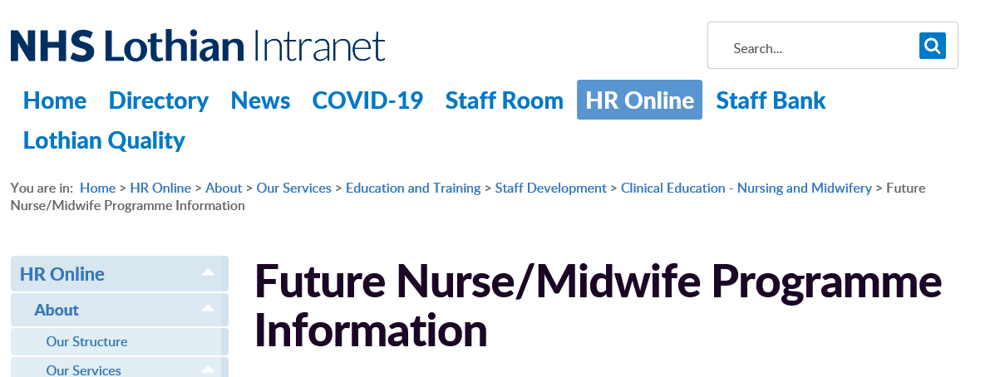 NHS Lothian Intranet
Search...
Home Directory News COVID-19 Staff Room HR Online Staff Bank
Lothian Quality
You are in: Home > HR Online > About > Our Services > Education and Training > Staff Development > Clinical Education - Nursing and Midwifery > Future
Nurse/Midwife Programme Information
HR Online
About
Our Structure
Our Services
Future Nurse/Midwife Programme
Information